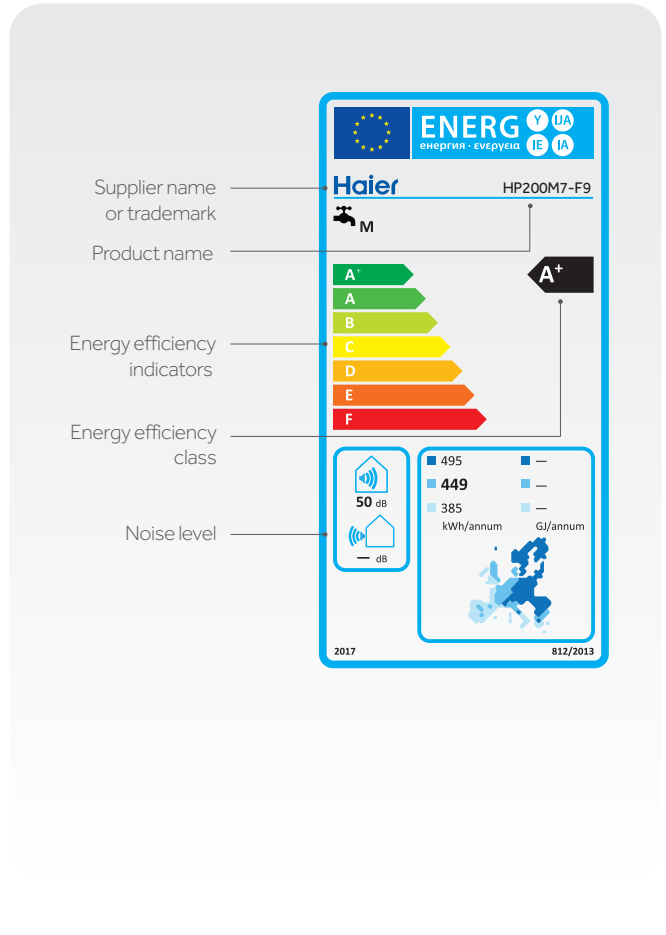 ENERG Y IJA
енергия · ενεργεια IE IA
Supplier name
or trademark
Haier HP200M7-F9
M
Product name
A+
A+
A
B
C
D
E
F
Energy efficiency
indicators
Energy efficiency
class
495 —
449 —
385 —
kWh/annum GJ/annum
50 dB
Noise level
— dB
2017 812/2013